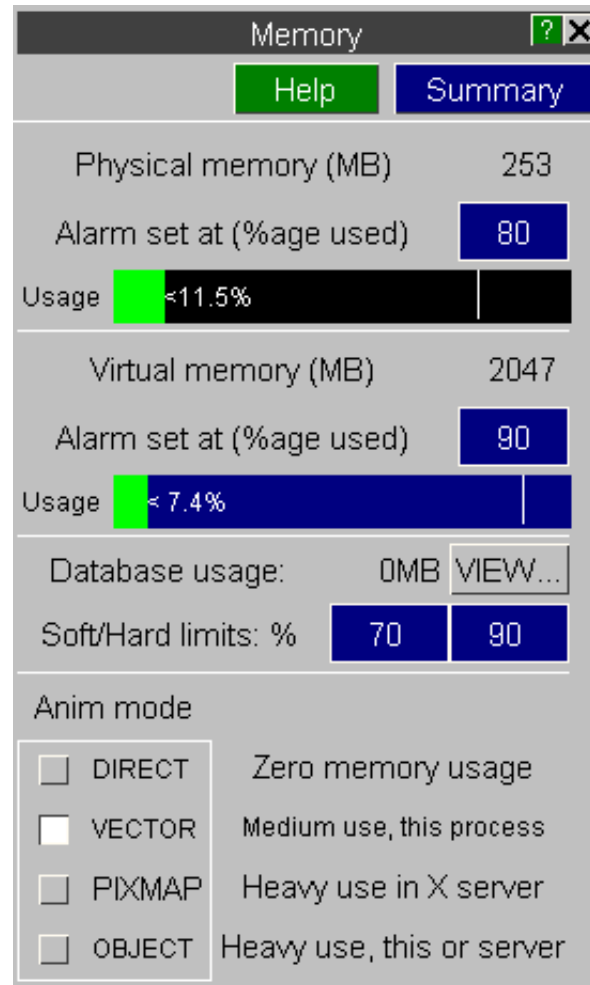 Memory ? X
Help Summary
Physical memory (MB) 253
Alarm set at (%age used) 80
Usage <11.5%
Virtual memory (MB) 2047
Alarm set at (%age used) 90
Usage < 7.4%
Database usage: 0MB VIEW...
Soft/Hard limits: % 70 90
Anim mode
DIRECT Zero memory usage
VECTOR Medium use, this process
PIXMAP Heavy use in X server
OBJECT Heavy use, this or server